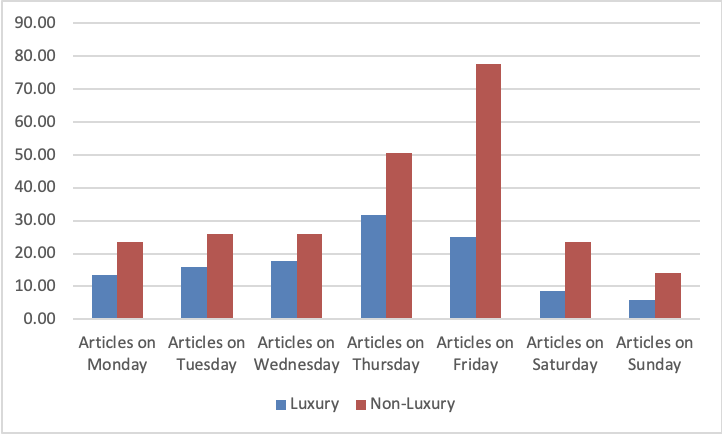 90.00
80.00
70.00
60.00
50.00
40.00
30.00
20.00
10.00
0.00
Articles on Monday
Articles on Tuesday
Articles on Wednesday
Articles on Thursday
Articles on Friday
Articles on Saturday
Articles on Sunday
Luxury
Non-Luxury